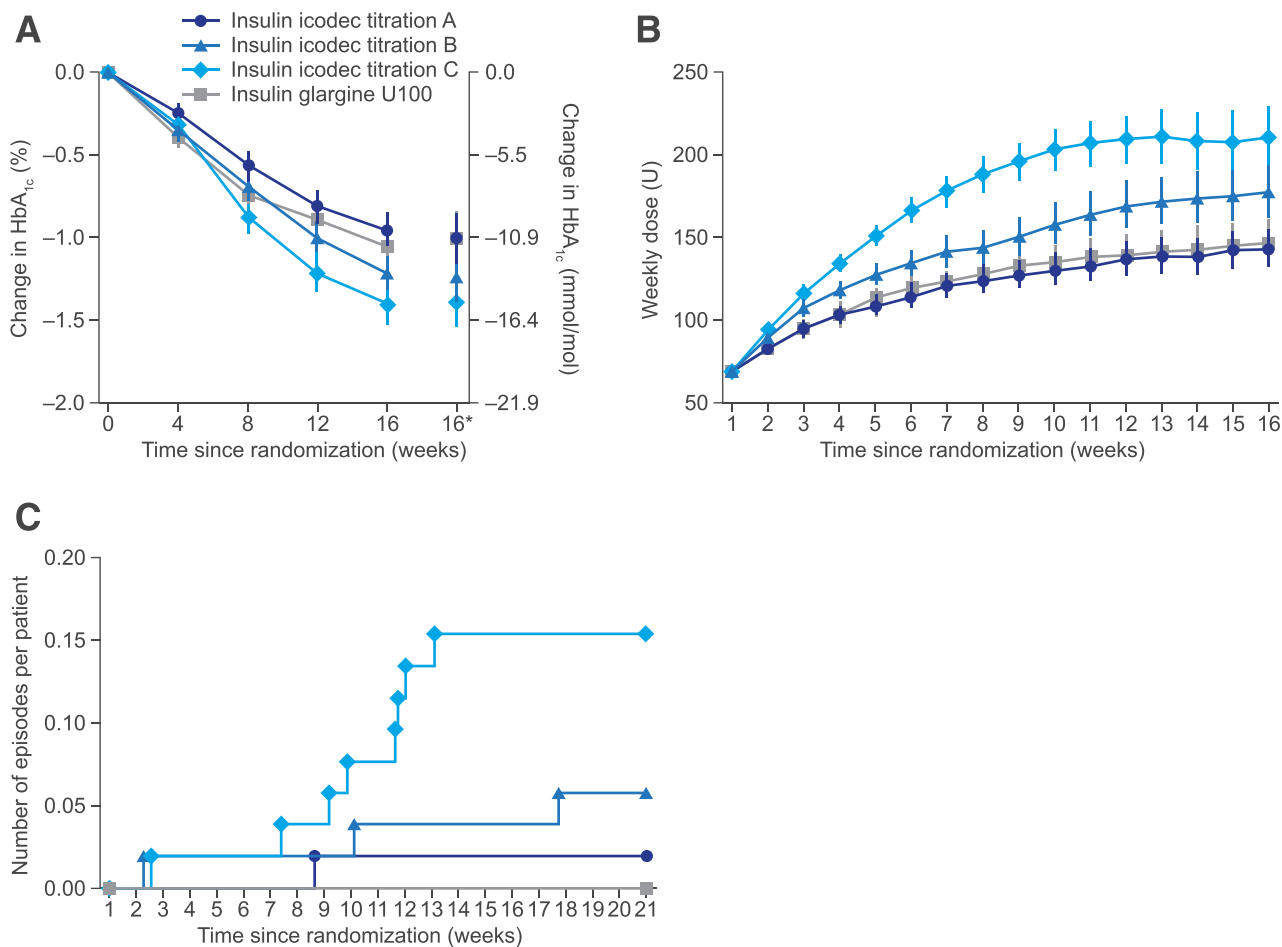 A
Insulin icodec titration A
Insulin icodec titration B
Insulin icodec titration C
Insulin glargine U100
Change in HbA1c (%)
0.0
–0.5
–1.0
–1.5
–2.0
0 4 8 12 16 16*
Time since randomization (weeks)
0.0
–5.5
–10.9
–16.4
–21.9
Change in HbA1c (mmol/mol)
B
Weekly dose (U)
250
200
150
100
50
1 2 3 4 5 6 7 8 9 10 11 12 13 14 15 16
Time since randomization (weeks)
C
Number of episodes per patient
0.20
0.15
0.10
0.05
0.00
1 2 3 4 5 6 7 8 9 10 11 12 13 14 15 16 17 18 19 20 21
Time since randomization (weeks)